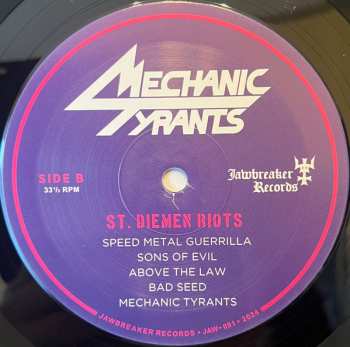 MECHANIC
TYRANTS
SIDE B
33⅓ RPM
Jawbreaker
Records
ST. DIEMEN RIOTS
SPEED METAL GUERRILLA
SONS OF EVIL
ABOVE THE LAW
BAD SEED
MECHANIC TYRANTS
JAWBREAKER RECORDS • JAW-091 • 2024